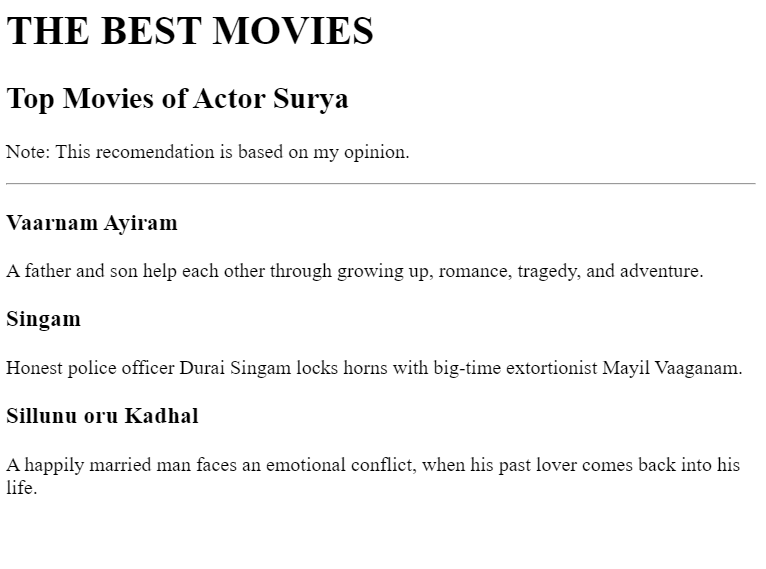 THE BEST MOVIES
Top Movies of Actor Surya
Note: This recomendation is based on my opinion.
Vaarnam Ayiram
A father and son help each other through growing up, romance, tragedy, and adventure.
Singam
Honest police officer Durai Singam locks horns with big-time extortionist Mayil Vaaganam.
Sillunu oru Kadhal
A happily married man faces an emotional conflict, when his past lover comes back into his
life.